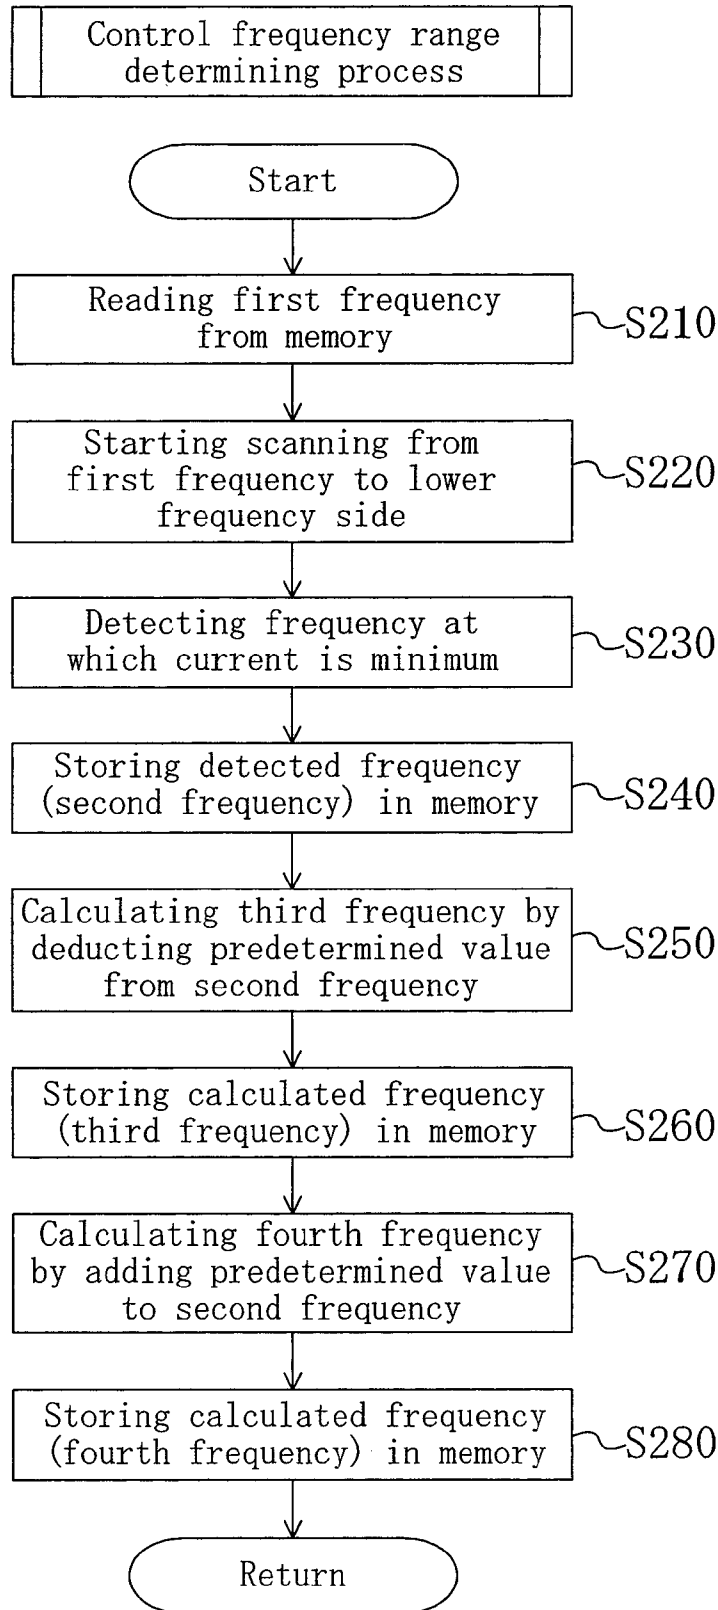 Control frequency range
determining process
Start
Reading first frequency
from memory
S210
Starting scanning from
first frequency to lower
frequency side
S220
Detecting frequency at
which current is minimum
S230
Storing detected frequency
(second frequency) in memory
S240
Calculating third frequency by
deducting predetermined value
from second frequency
S250
Storing calculated frequency
(third frequency) in memory
S260
Calculating fourth frequency
by adding predetermined value
to second frequency
S270
Storing calculated frequency
(fourth frequency) in memory
S280
Return